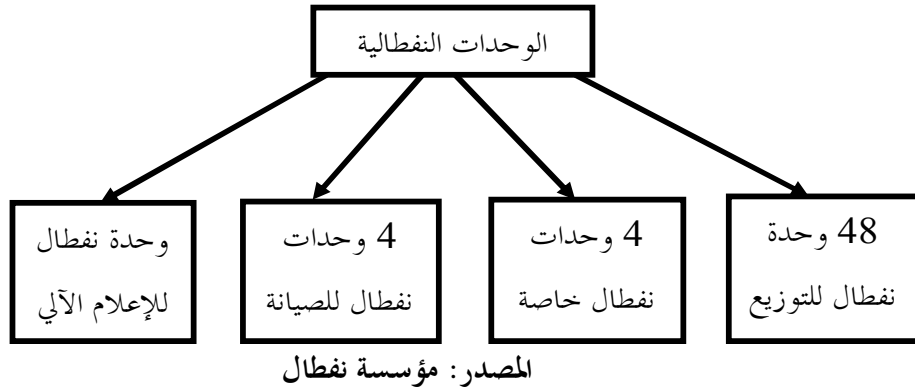 الوحدات النفطالية
48 وحدة
نفطال للتوزيع
4 وحدات
نفطال خاصة
4 وحدات
نفطال للصيانة
وحدة نفطال
للإعلام الآلي
المصدر: مؤسسة نفطال